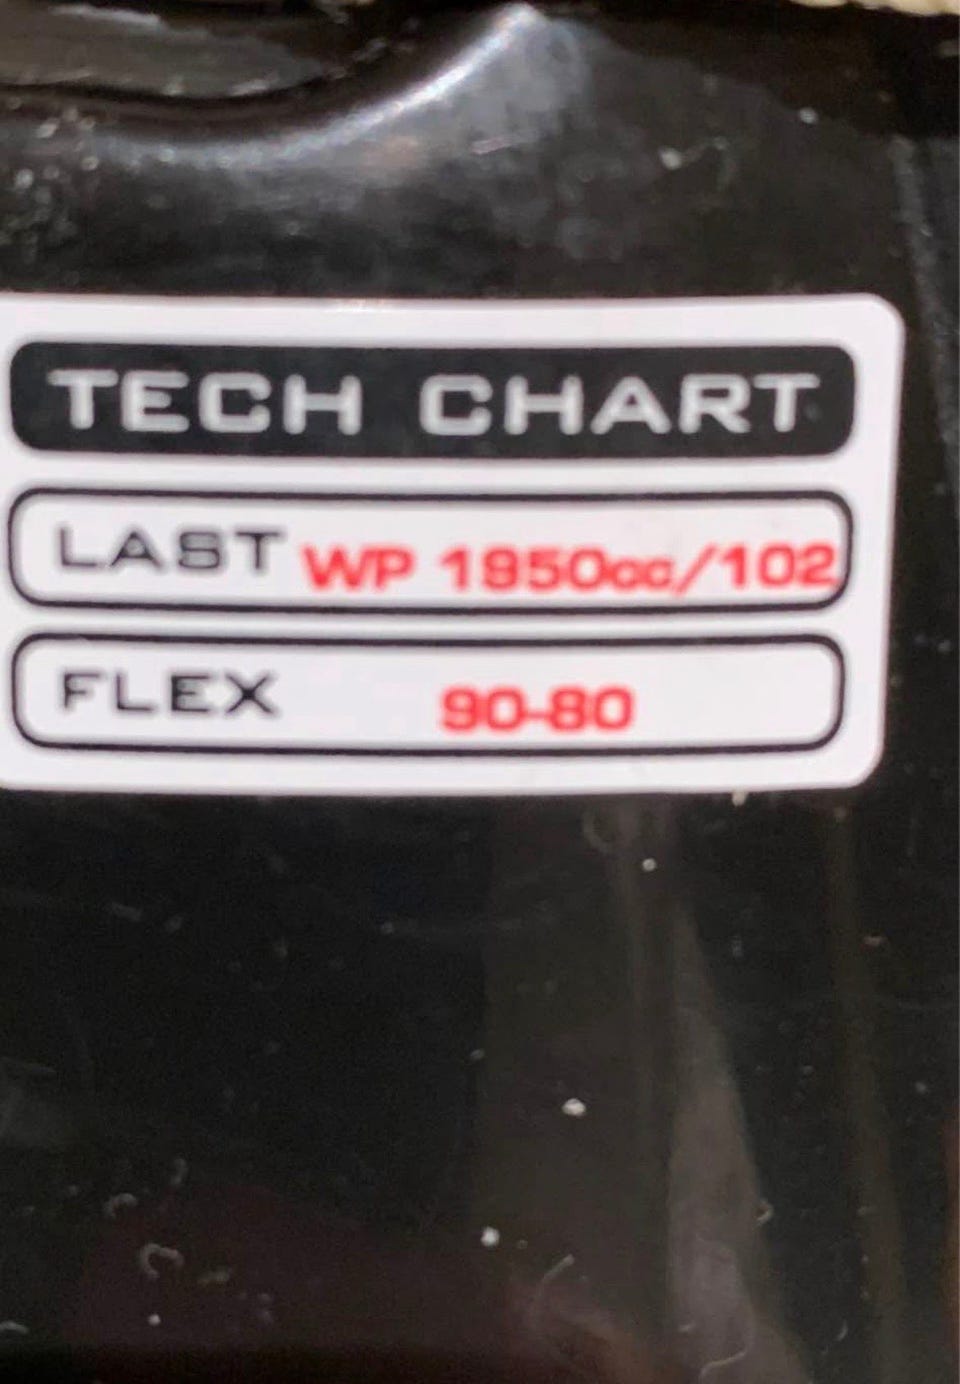 TECH CHART
LAST WP 1950cc/102
FLEX 90-80